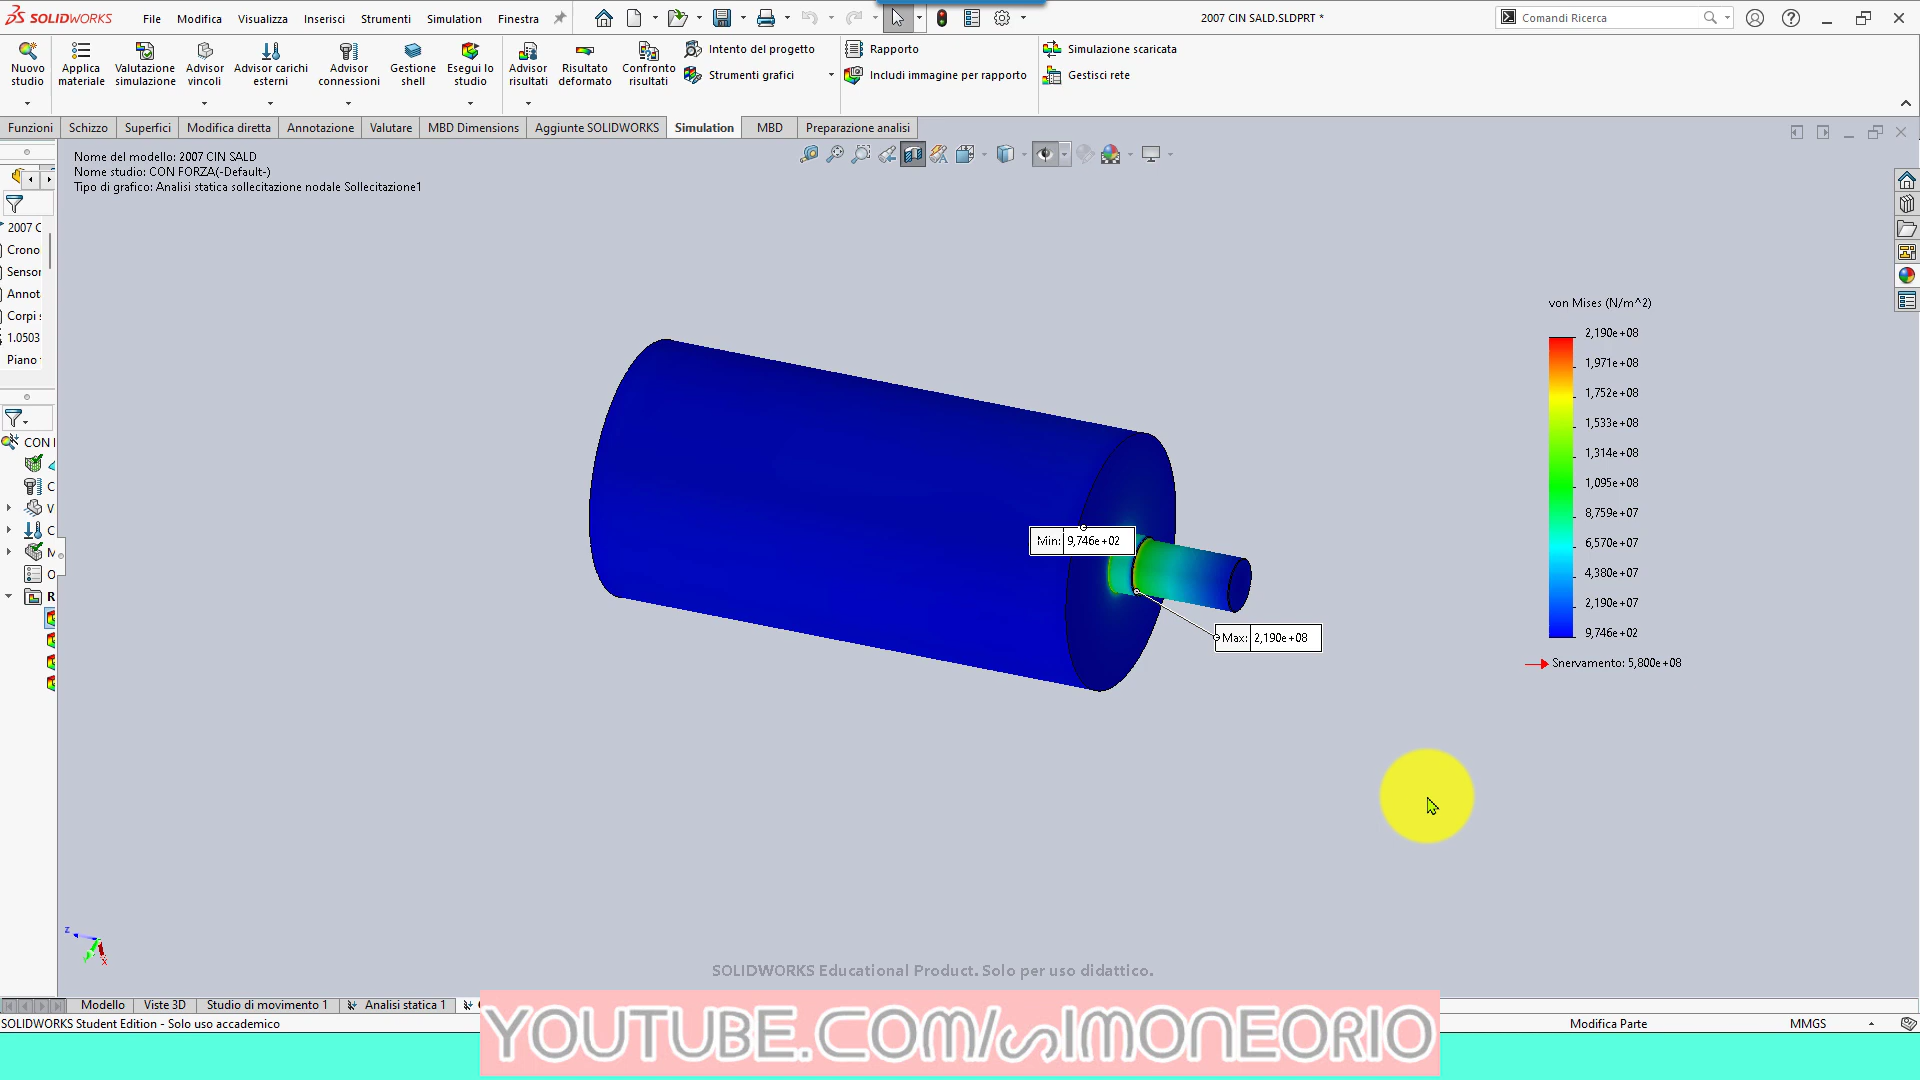 SOLIDWORKS
File
Modifica
Visualizza
Inserisci
Strumenti
Simulation
Finestra
2007 CIN SALD.SLDPRT *
Comandi Ricerca
Nuovo studio
Applica materiale
Valutazione simulazione
Advisor vincoli
Advisor carichi esterni
Advisor connessioni
Gestione shell
Esegui lo studio
Advisor risultati
Risultato deformato
Confronto risultati
Intento del progetto
Strumenti grafici
Rapporto
Includi immagine per rapporto
Simulazione scaricata
Gestisci rete
Funzioni
Schizzo
Superfici
Modifica diretta
Annotazione
Valutare
MBD Dimensions
Aggiunte SOLIDWORKS
Simulation
MBD
Preparazione analisi
Nome del modello: 2007 CIN SALD
Nome studio: CON FORZA(-Default-)
Tipo di grafico: Analisi statica sollecitazione nodale Sollecitazione1
2007 C
Crono
Sensor
Annot
Corpi s
1.0503
Piano
CON I
C
V
C
M
O
R
von Mises (N/m^2)
2,190e+08
1,971e+08
1,752e+08
1,533e+08
1,314e+08
1,095e+08
8,759e+07
6,570e+07
4,380e+07
2,190e+07
9,746e+02
Snervamento: 5,800e+08
Min: 9,746e+02
Max: 2,190e+08
z
x
SOLIDWORKS Educational Product. Solo per uso didattico.
Modello
Viste 3D
Studio di movimento 1
Analisi statica 1
SOLIDWORKS Student Edition - Solo uso accademico
Modifica Parte
MMGS
YOUTUBE.COM/SIMONEORIO